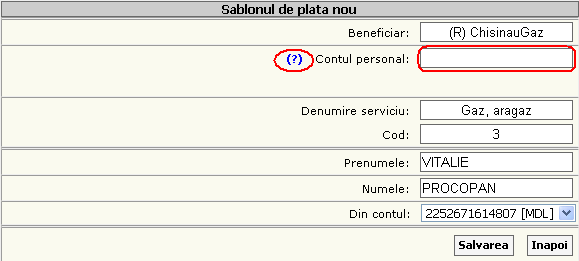 Sablonul de plata nou
Beneficiar: (R) ChisinauGaz
(?) Contul personal:
Denumire serviciu: Gaz, aragaz
Cod: 3
Prenumele: VITALIE
Numele: PROCOPAN
Din contul: 2252671614807 [MDL]
Salvarea Inapoi